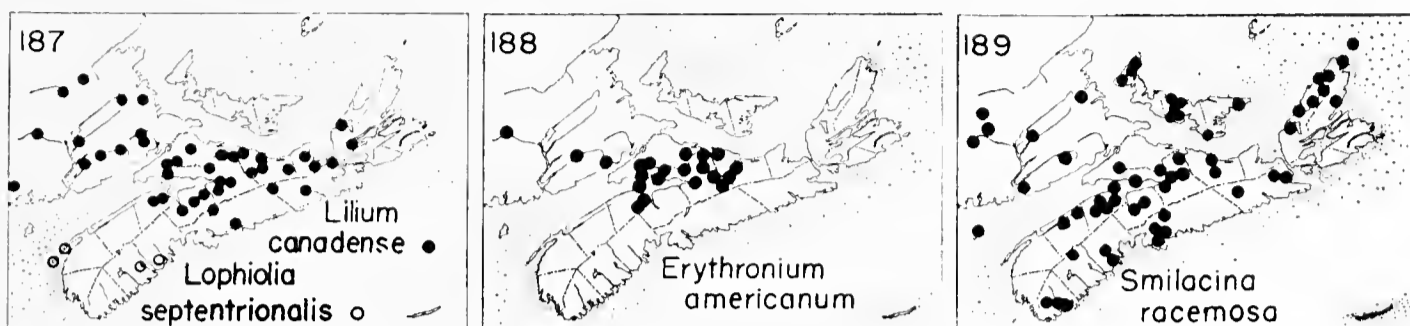 187
Lilium
canadense
Lophiolia
septentrionalis
188
Erythronium
americanum
189
Smilacina
racemosa